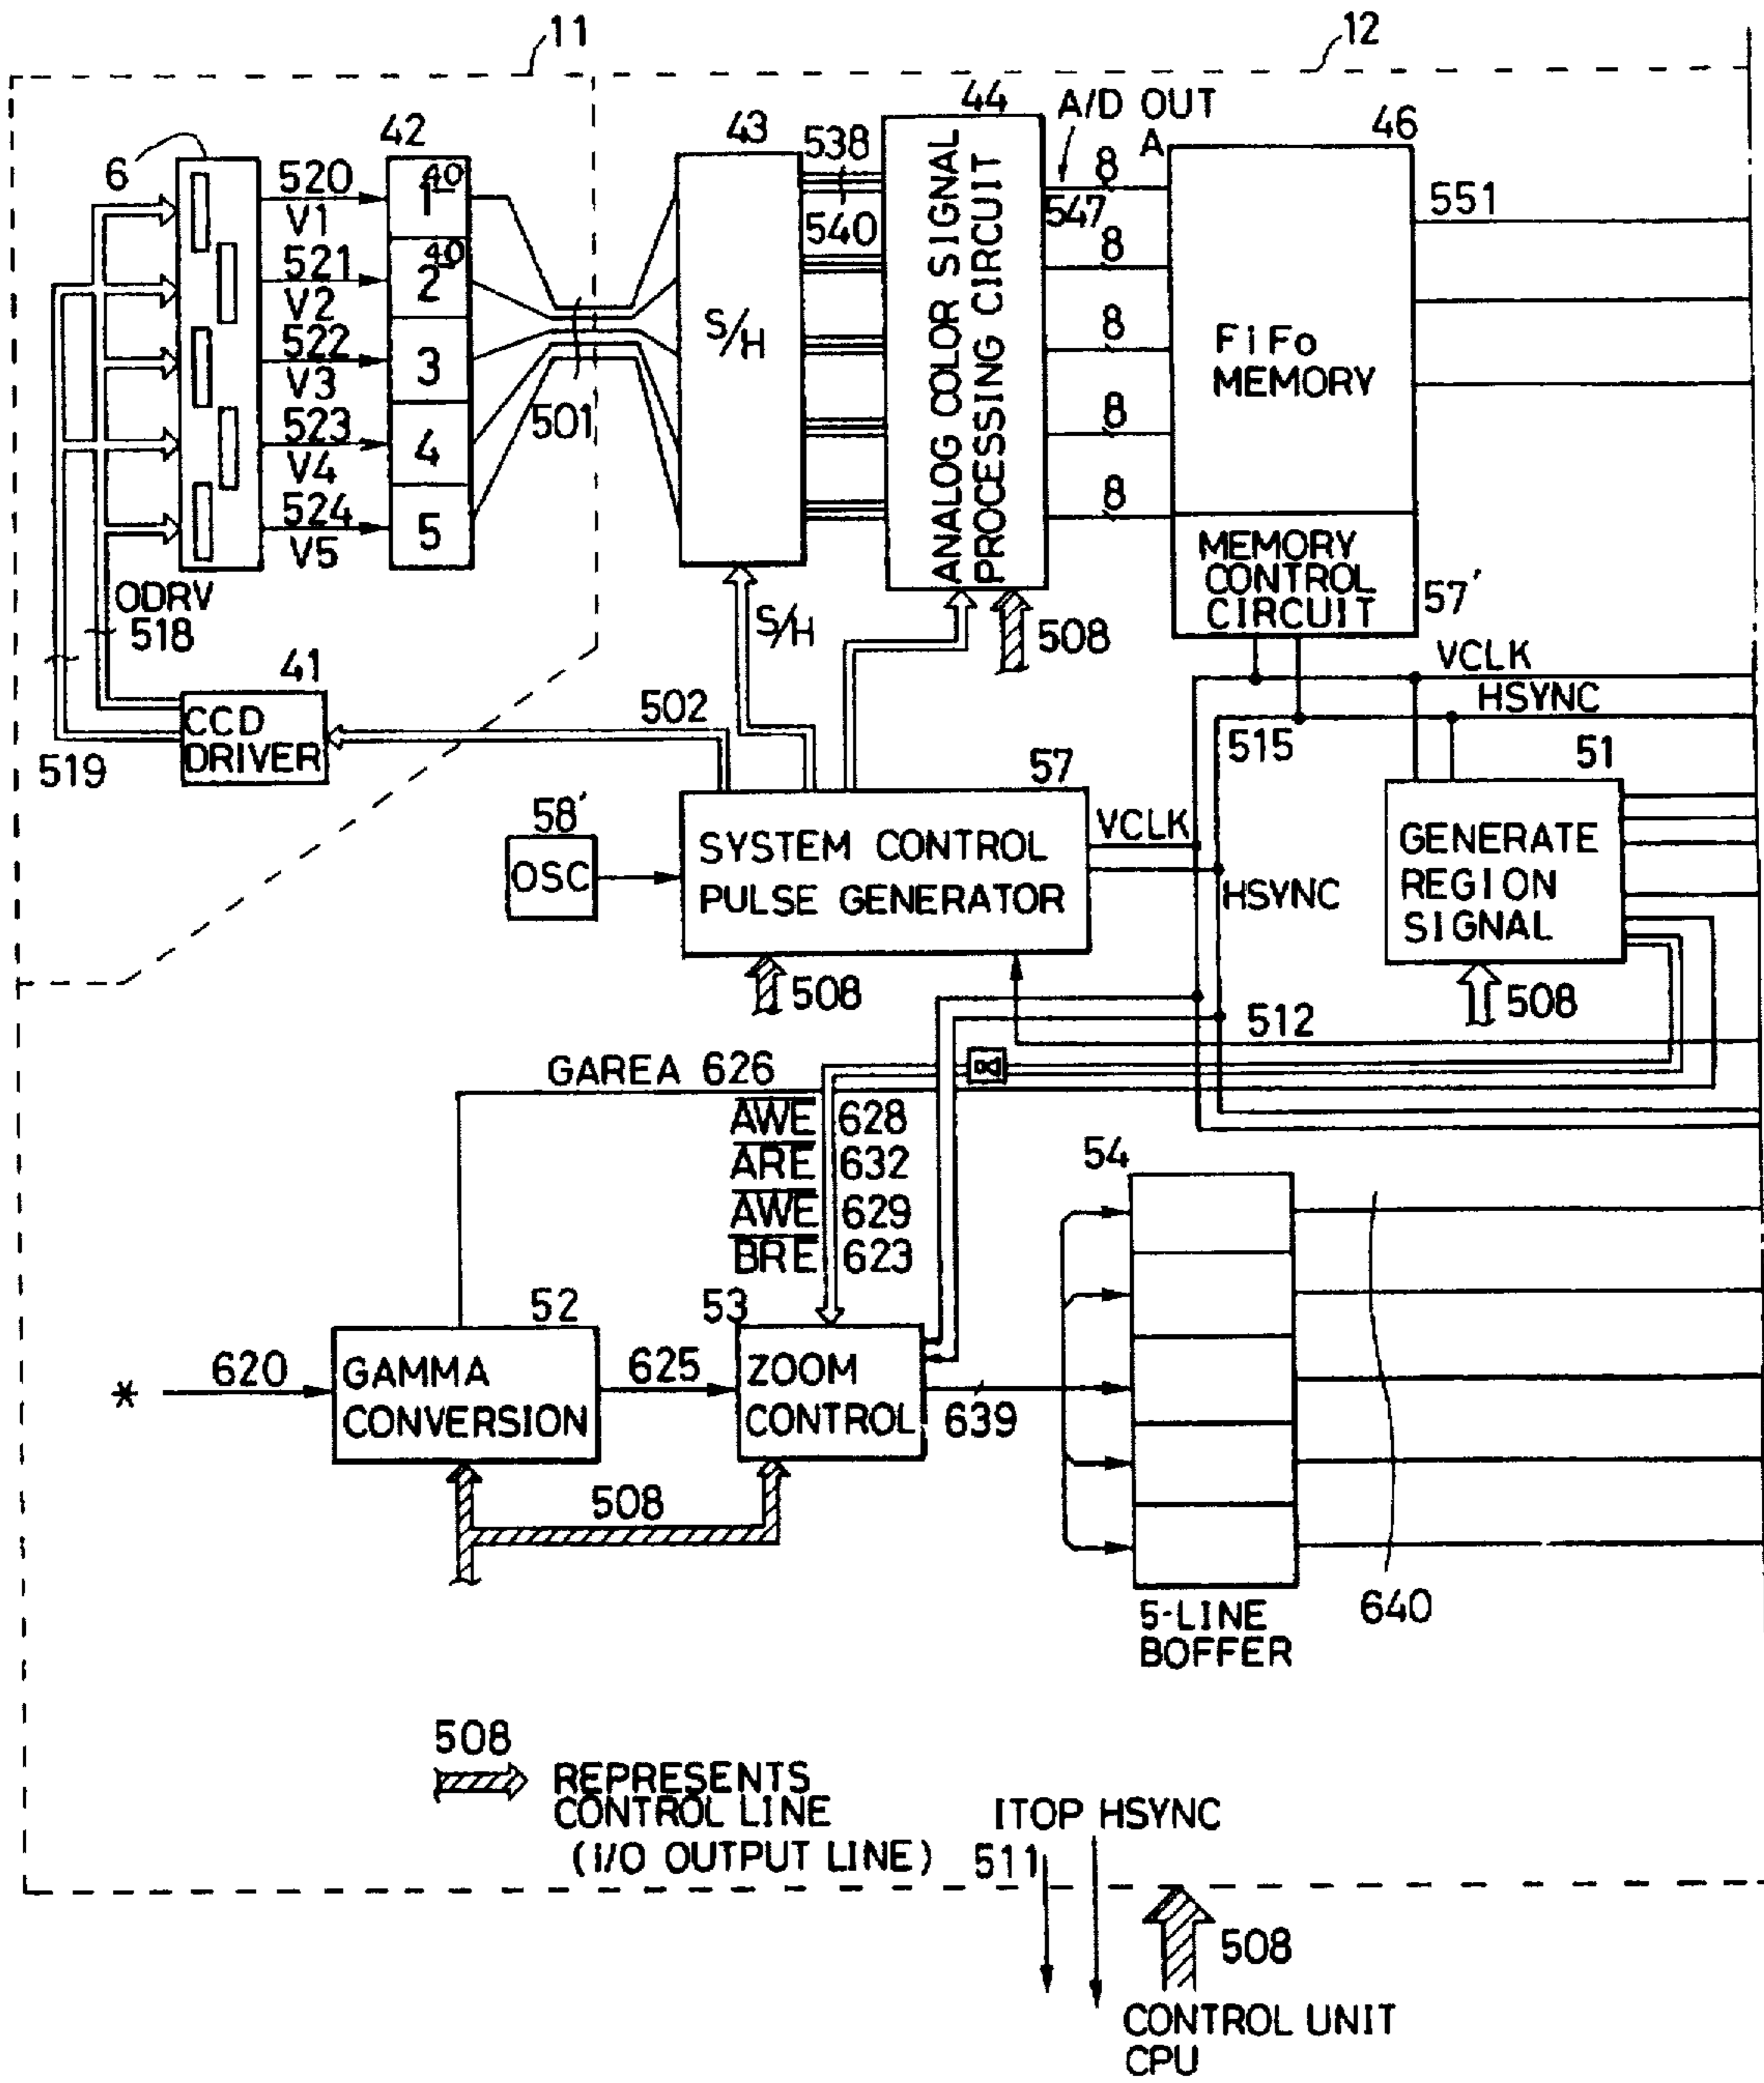 11
12
6
520
V1
521
V2
522
V3
523
V4
524
V5
42
1 40
2 40
3
4
5
501
43
S/H
538
540
44
ANALOG COLOR SIGNAL
PROCESSING CIRCUIT
A/D OUT
A
547
8
8
8
8
8
46
FiFo
MEMORY
551
MEMORY
CONTROL
CIRCUIT
57'
ODRV
518
519
41
CCD
DRIVER
502
S/H
508
VCLK
HSYNC
515
58'
OSC
57
SYSTEM CONTROL
PULSE GENERATOR
VCLK
HSYNC
508
51
GENERATE
REGION
SIGNAL
508
512
GAREA 626
8
AWE 628
ARE 632
AWE 629
BRE 623
54
*
620
52
GAMMA
CONVERSION
625
53
ZOOM
CONTROL
639
508
640
5-LINE
BOFFER
508
REPRESENTS
CONTROL LINE
(i/O OUTPUT LINE)
ITOP HSYNC
511
508
CONTROL UNIT
CPU